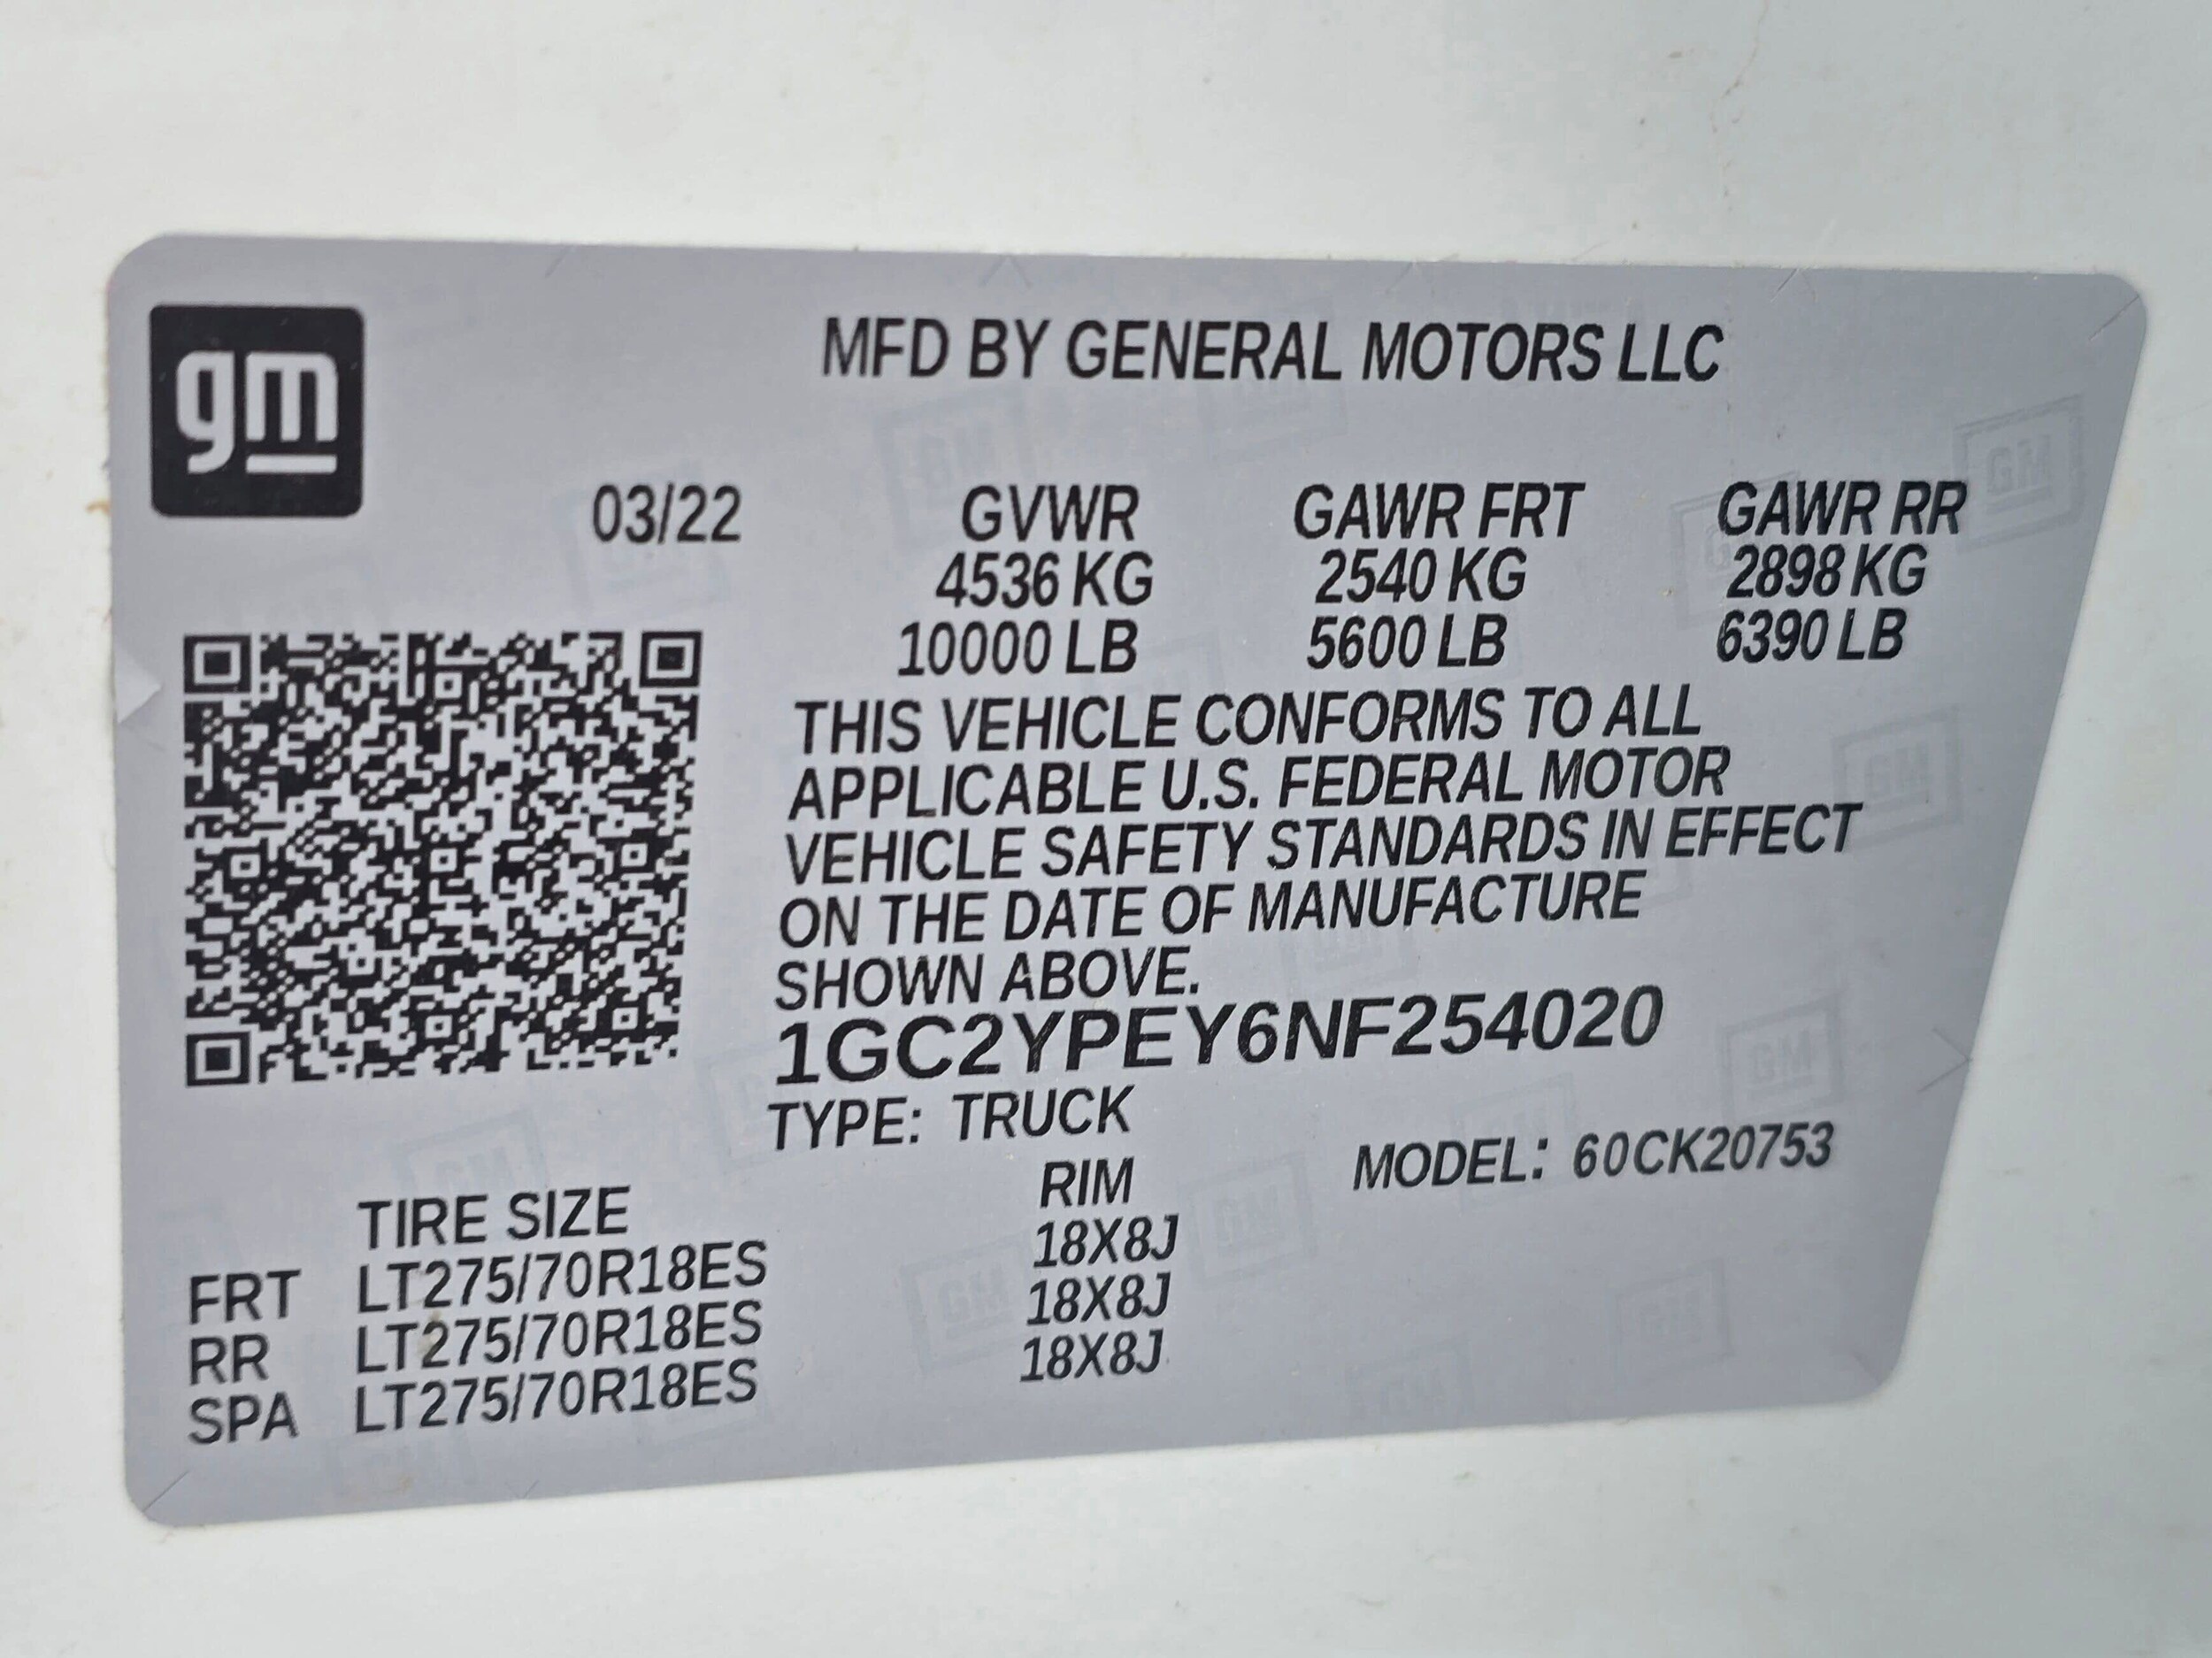 gm
MFD BY GENERAL MOTORS LLC
03/22 GVWR GAWR FRT GAWR RR
4536 KG 2540 KG 2898 KG
10000 LB 5600 LB 6390 LB
THIS VEHICLE CONFORMS TO ALL
APPLICABLE U.S. FEDERAL MOTOR
VEHICLE SAFETY STANDARDS IN EFFECT
ON THE DATE OF MANUFACTURE
SHOWN ABOVE.
1GC2YPEY6NF254020
TYPE: TRUCK
MODEL: 60CK20753
TIRE SIZE RIM
FRT LT275/70R18ES 18X8J
RR LT275/70R18ES 18X8J
SPA LT275/70R18ES 18X8J